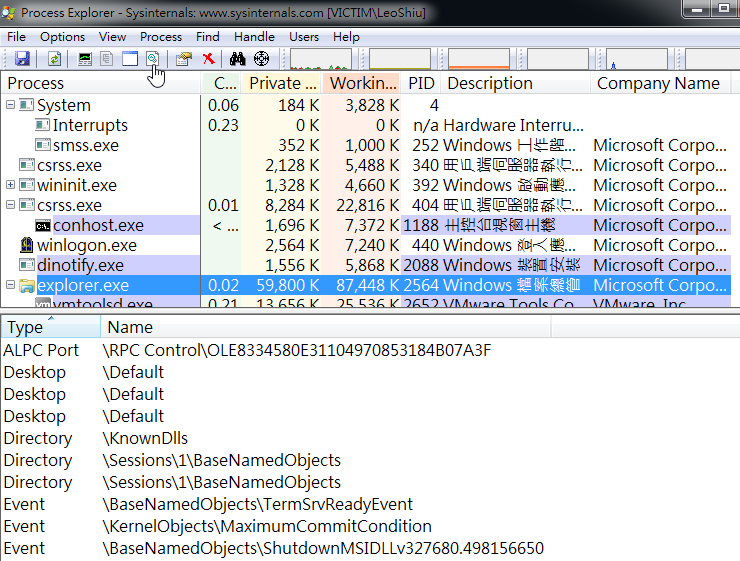 Process Explorer - Sysinternals: www.sysinternals.com [VICTIM\LeoShiu]
File Options View Process Find Handle Users Help
Process C... Private ... Workin... PID Description Company Name
System 0.06 184 K 3,828 K 4
Interrupts 0.23 0 K 0 K n/a Hardware Interru...
smss.exe 352 K 1,000 K 252 Windows 工作階... Microsoft Corpo...
csrss.exe 2,128 K 5,488 K 340 用戶端伺服器執行... Microsoft Corpo...
wininit.exe 1,328 K 4,660 K 392 Windows 啟動應... Microsoft Corpo...
csrss.exe 0.01 8,284 K 22,816 K 404 用戶端伺服器執行... Microsoft Corpo...
conhost.exe < ... 1,696 K 7,372 K 1188 主控台視窗主機 Microsoft Corpo...
winlogon.exe 2,564 K 7,240 K 440 Windows 登入應... Microsoft Corpo...
dinotify.exe 1,556 K 5,868 K 2088 Windows 裝置安裝 Microsoft Corpo...
explorer.exe 0.02 59,800 K 87,448 K 2564 Windows 檔案總管 Microsoft Corpo...
vmtoolsd.exe 0.21 13,656 K 25,536 K 2652 VMware Tools Co... VMware, Inc.
Type Name
ALPC Port \RPC Control\OLE8334580E31104970853184B07A3F
Desktop \Default
Desktop \Default
Desktop \Default
Directory \KnownDlls
Directory \Sessions\1\BaseNamedObjects
Directory \Sessions\1\BaseNamedObjects
Event \BaseNamedObjects\TermSrvReadyEvent
Event \KernelObjects\MaximumCommitCondition
Event \BaseNamedObjects\ShutdownMSIDLLv327680.498156650